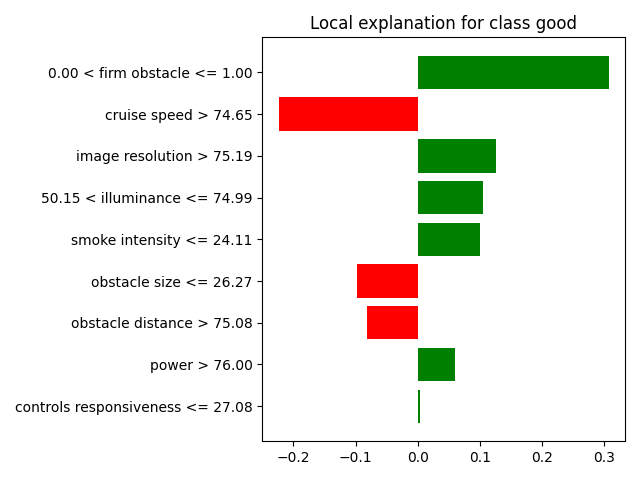 Local explanation for class good
0.00 < firm obstacle <= 1.00
cruise speed > 74.65
image resolution > 75.19
50.15 < illuminance <= 74.99
smoke intensity <= 24.11
obstacle size <= 26.27
obstacle distance > 75.08
power > 76.00
controls responsiveness <= 27.08
−0.2 −0.1 0.0 0.1 0.2 0.3